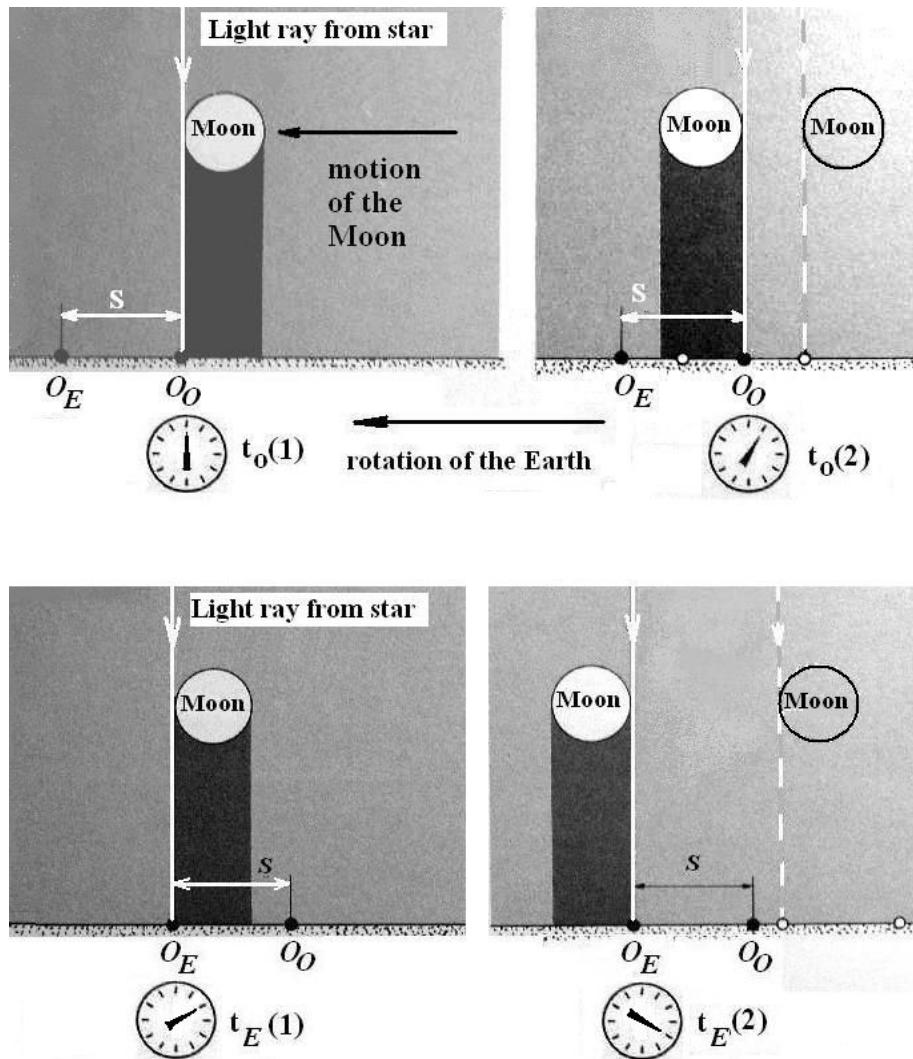 Light ray from star
Moon
motion
of the
Moon
S
O_E O_O
t_o(1)
Moon
Moon
S
O_E O_O
t_o(2)
rotation of the Earth
Light ray from star
Moon
S
O_E O_O
t_E(1)
Moon
Moon
S
O_E O_O
t_E(2)